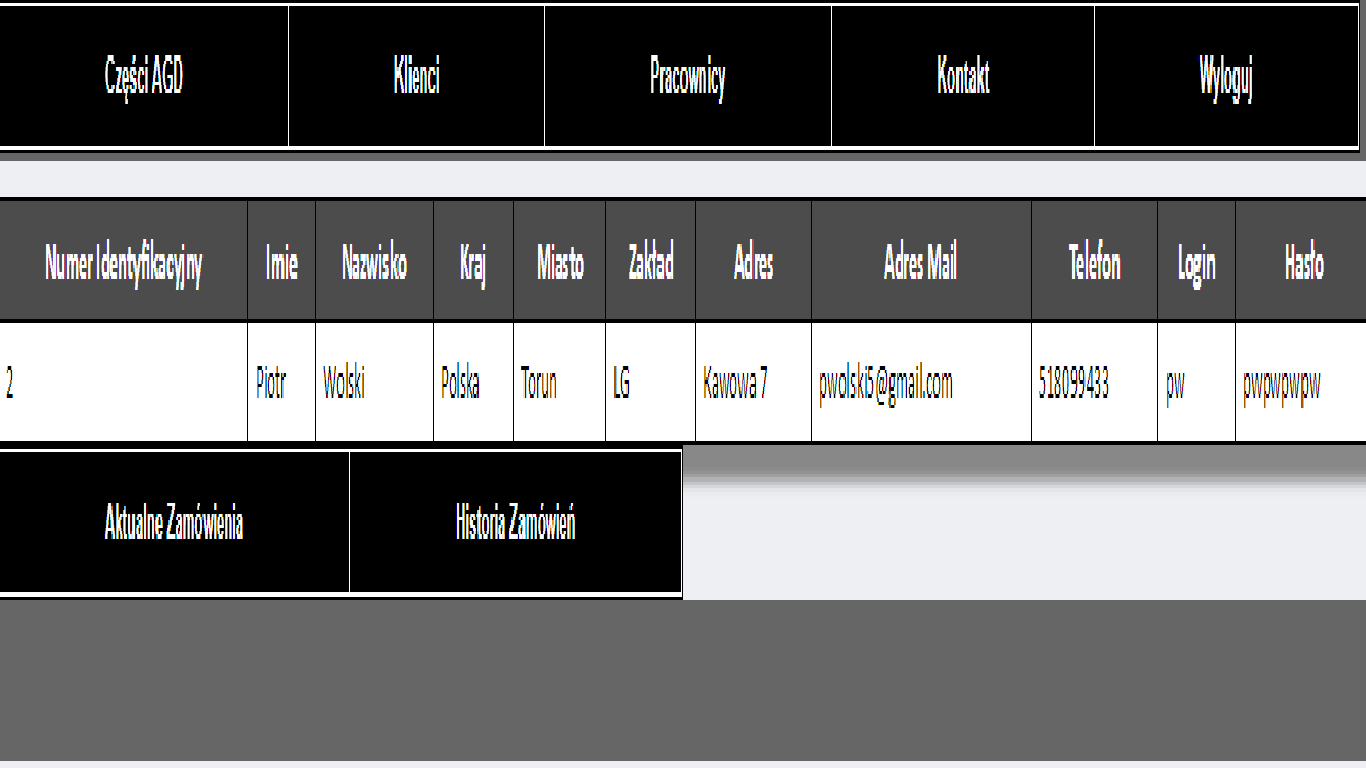 Części AGD Klienci Pracownicy Kontakt Wyloguj
Numer Identyfikacyjny Imie Nazwisko Kraj Miasto Zakład Adres Adres Mail Telefon Login Hasło
2 Piotr Wolski Polska Torun LG Kawowa 7 pwolski5@gmail.com 518099433 pw pwpwpwpw
Aktualne Zamówienia Historia Zamówień